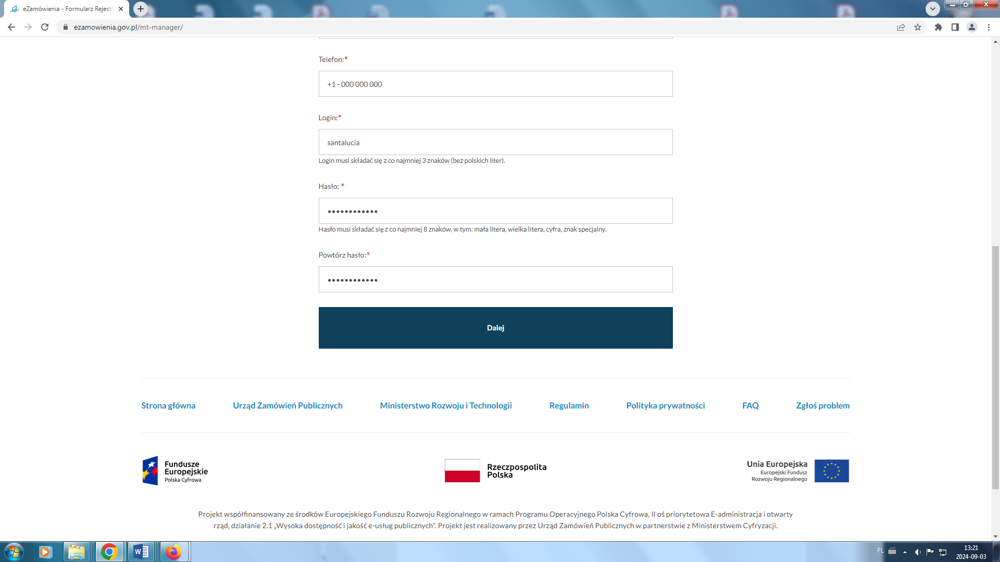 eZamówienia - Formularz Rejestr
ezamowienia.gov.pl/mt-manager/
Telefon:*
+1 - 000 000 000
Login:*
santalucia
Login musi składać się z co najmniej 3 znaków (bez polskich liter).
Hasło: *
••••••••••••
Hasło musi składać się z co najmniej 8 znaków, w tym: mała litera, wielka litera, cyfra, znak specjalny.
Powtórz hasło:*
••••••••••••
Dalej
Strona główna Urząd Zamówień Publicznych Ministerstwo Rozwoju i Technologii Regulamin Polityka prywatności FAQ Zgłoś problem
Fundusze
Europejskie
Polska Cyfrowa
Rzeczpospolita
Polska
Unia Europejska
Europejski Fundusz
Rozwoju Regionalnego
Projekt współfinansowany ze środków Europejskiego Funduszu Rozwoju Regionalnego w ramach Programu Operacyjnego Polska Cyfrowa, II oś priorytetowa E-administracja i otwarty
rząd, działanie 2.1 „Wysoka dostępność i jakość e-usług publicznych". Projekt jest realizowany przez Urząd Zamówień Publicznych w partnerstwie z Ministerstwem Cyfryzacji.
PL
13:21
2024-09-03